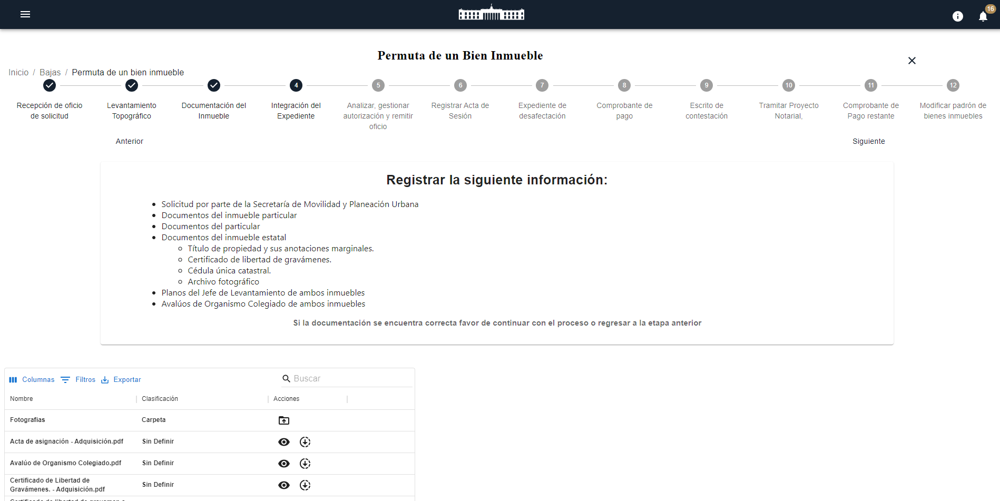 16
Permuta de un Bien Inmueble
Inicio / Bajas / Permuta de un bien inmueble
4 5 6 7 8 9 10 11 12
Recepción de oficio de solicitud
Levantamiento Topográfico
Documentación del Inmueble
Integración del Expediente
Analizar, gestionar autorización y remitir oficio
Registrar Acta de Sesión
Expediente de desafectación
Comprobante de pago
Escrito de contestación
Tramitar Proyecto Notarial,
Comprobante de Pago restante
Modificar padrón de bienes inmuebles
Anterior
Siguiente
Registrar la siguiente información:
Solicitud por parte de la Secretaría de Movilidad y Planeación Urbana
Documentos del inmueble particular
Documentos del particular
Documentos del inmueble estatal
Título de propiedad y sus anotaciones marginales.
Certificado de libertad de gravámenes.
Cédula única catastral.
Archivo fotográfico
Planos del Jefe de Levantamiento de ambos inmuebles
Avalúos de Organismo Colegiado de ambos inmuebles
Si la documentación se encuentra correcta favor de continuar con el proceso o regresar a la etapa anterior
Columnas Filtros Exportar Buscar
Nombre Clasificación Acciones
Fotografias Carpeta
Acta de asignación - Adquisición.pdf Sin Definir
Avalúo de Organismo Colegiado.pdf Sin Definir
Certificado de Libertad de Gravámenes. - Adquisición.pdf Sin Definir